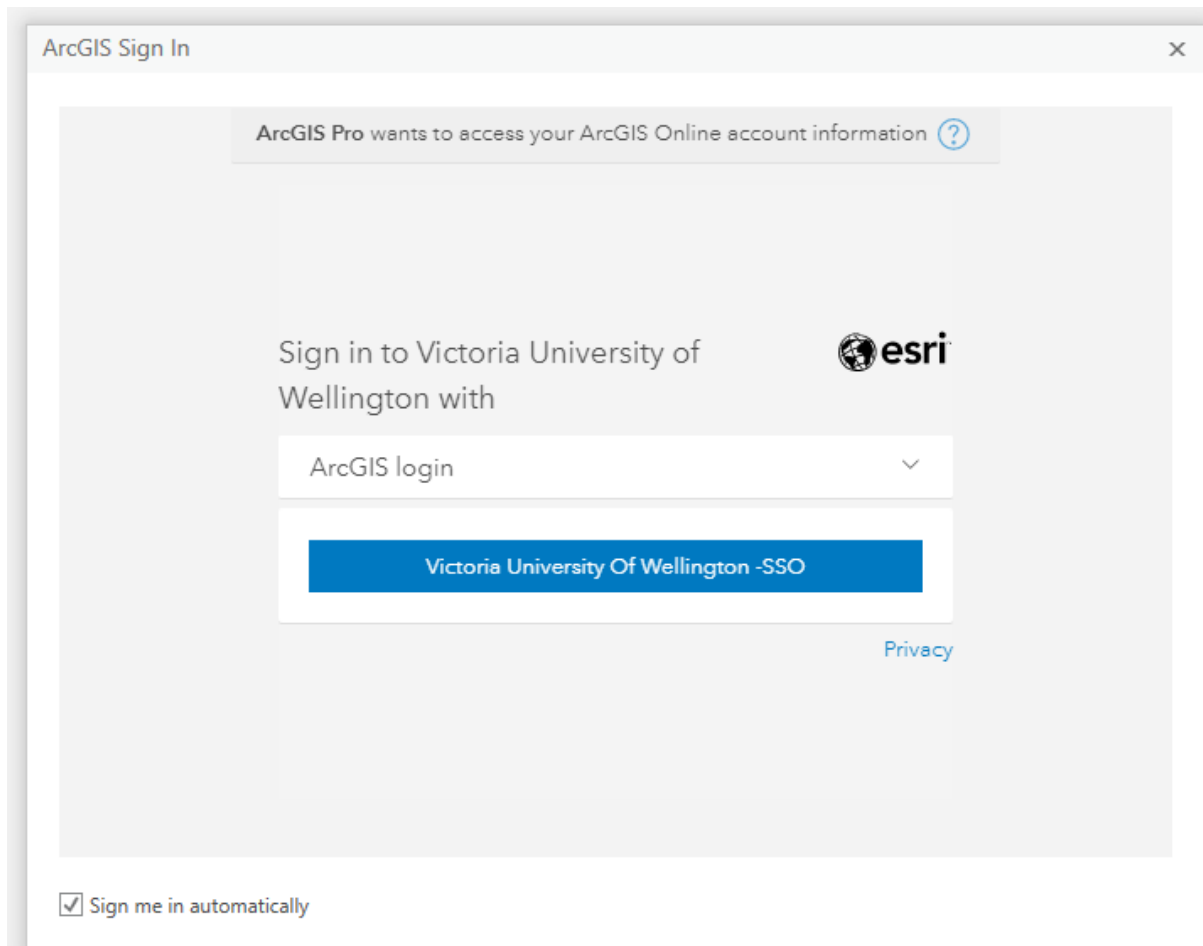 ArcGIS Sign In
ArcGIS Pro wants to access your ArcGIS Online account information ?
Sign in to Victoria University of
Wellington with
esri
ArcGIS login
Victoria University Of Wellington -SSO
Privacy
Sign me in automatically